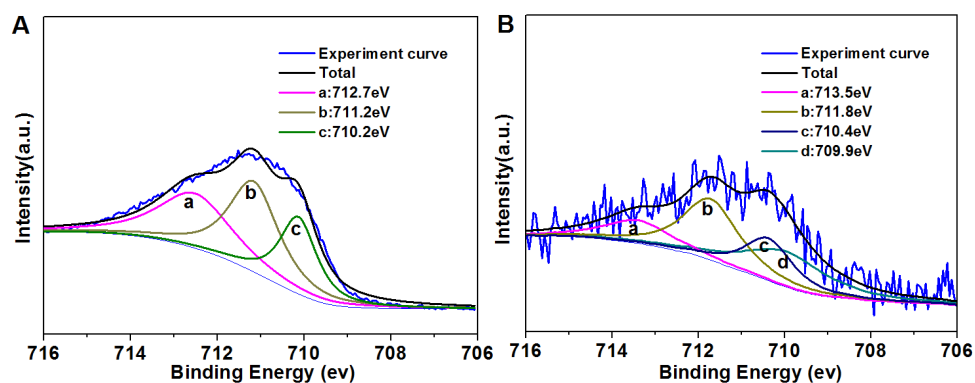 A
Experiment curve
Total
a:712.7eV
b:711.2eV
c:710.2eV
a
b
c
Intensity(a.u.)
716 714 712 710 708 706
Binding Energy (ev)
B
Experiment curve
Total
a:713.5eV
b:711.8eV
c:710.4eV
d:709.9eV
a
b
c
d
Intensity(a.u.)
716 714 712 710 708 706
Binding Energy (eV)